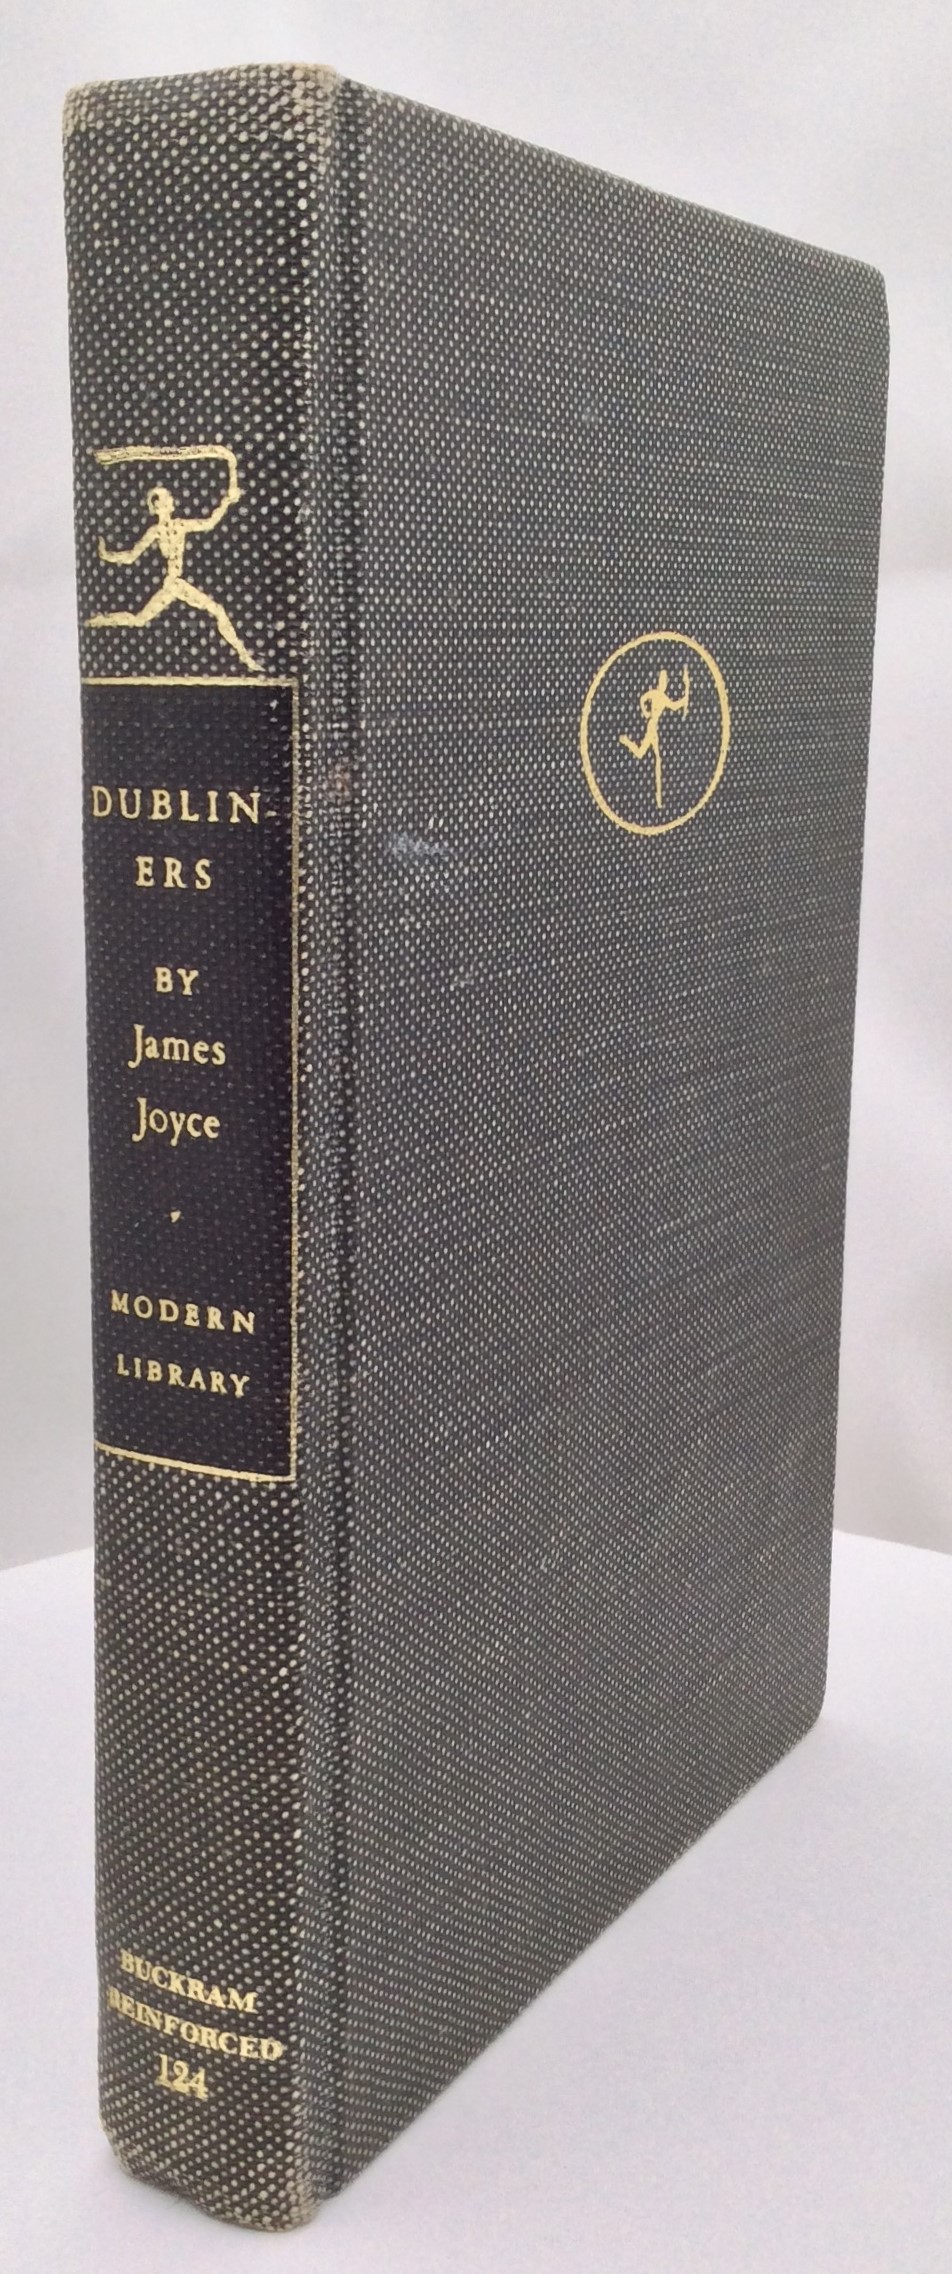 DUBLIN
ERS
BY
James
Joyce
MODERN
LIBRARY
BUCKRAM
REINFORCED
124